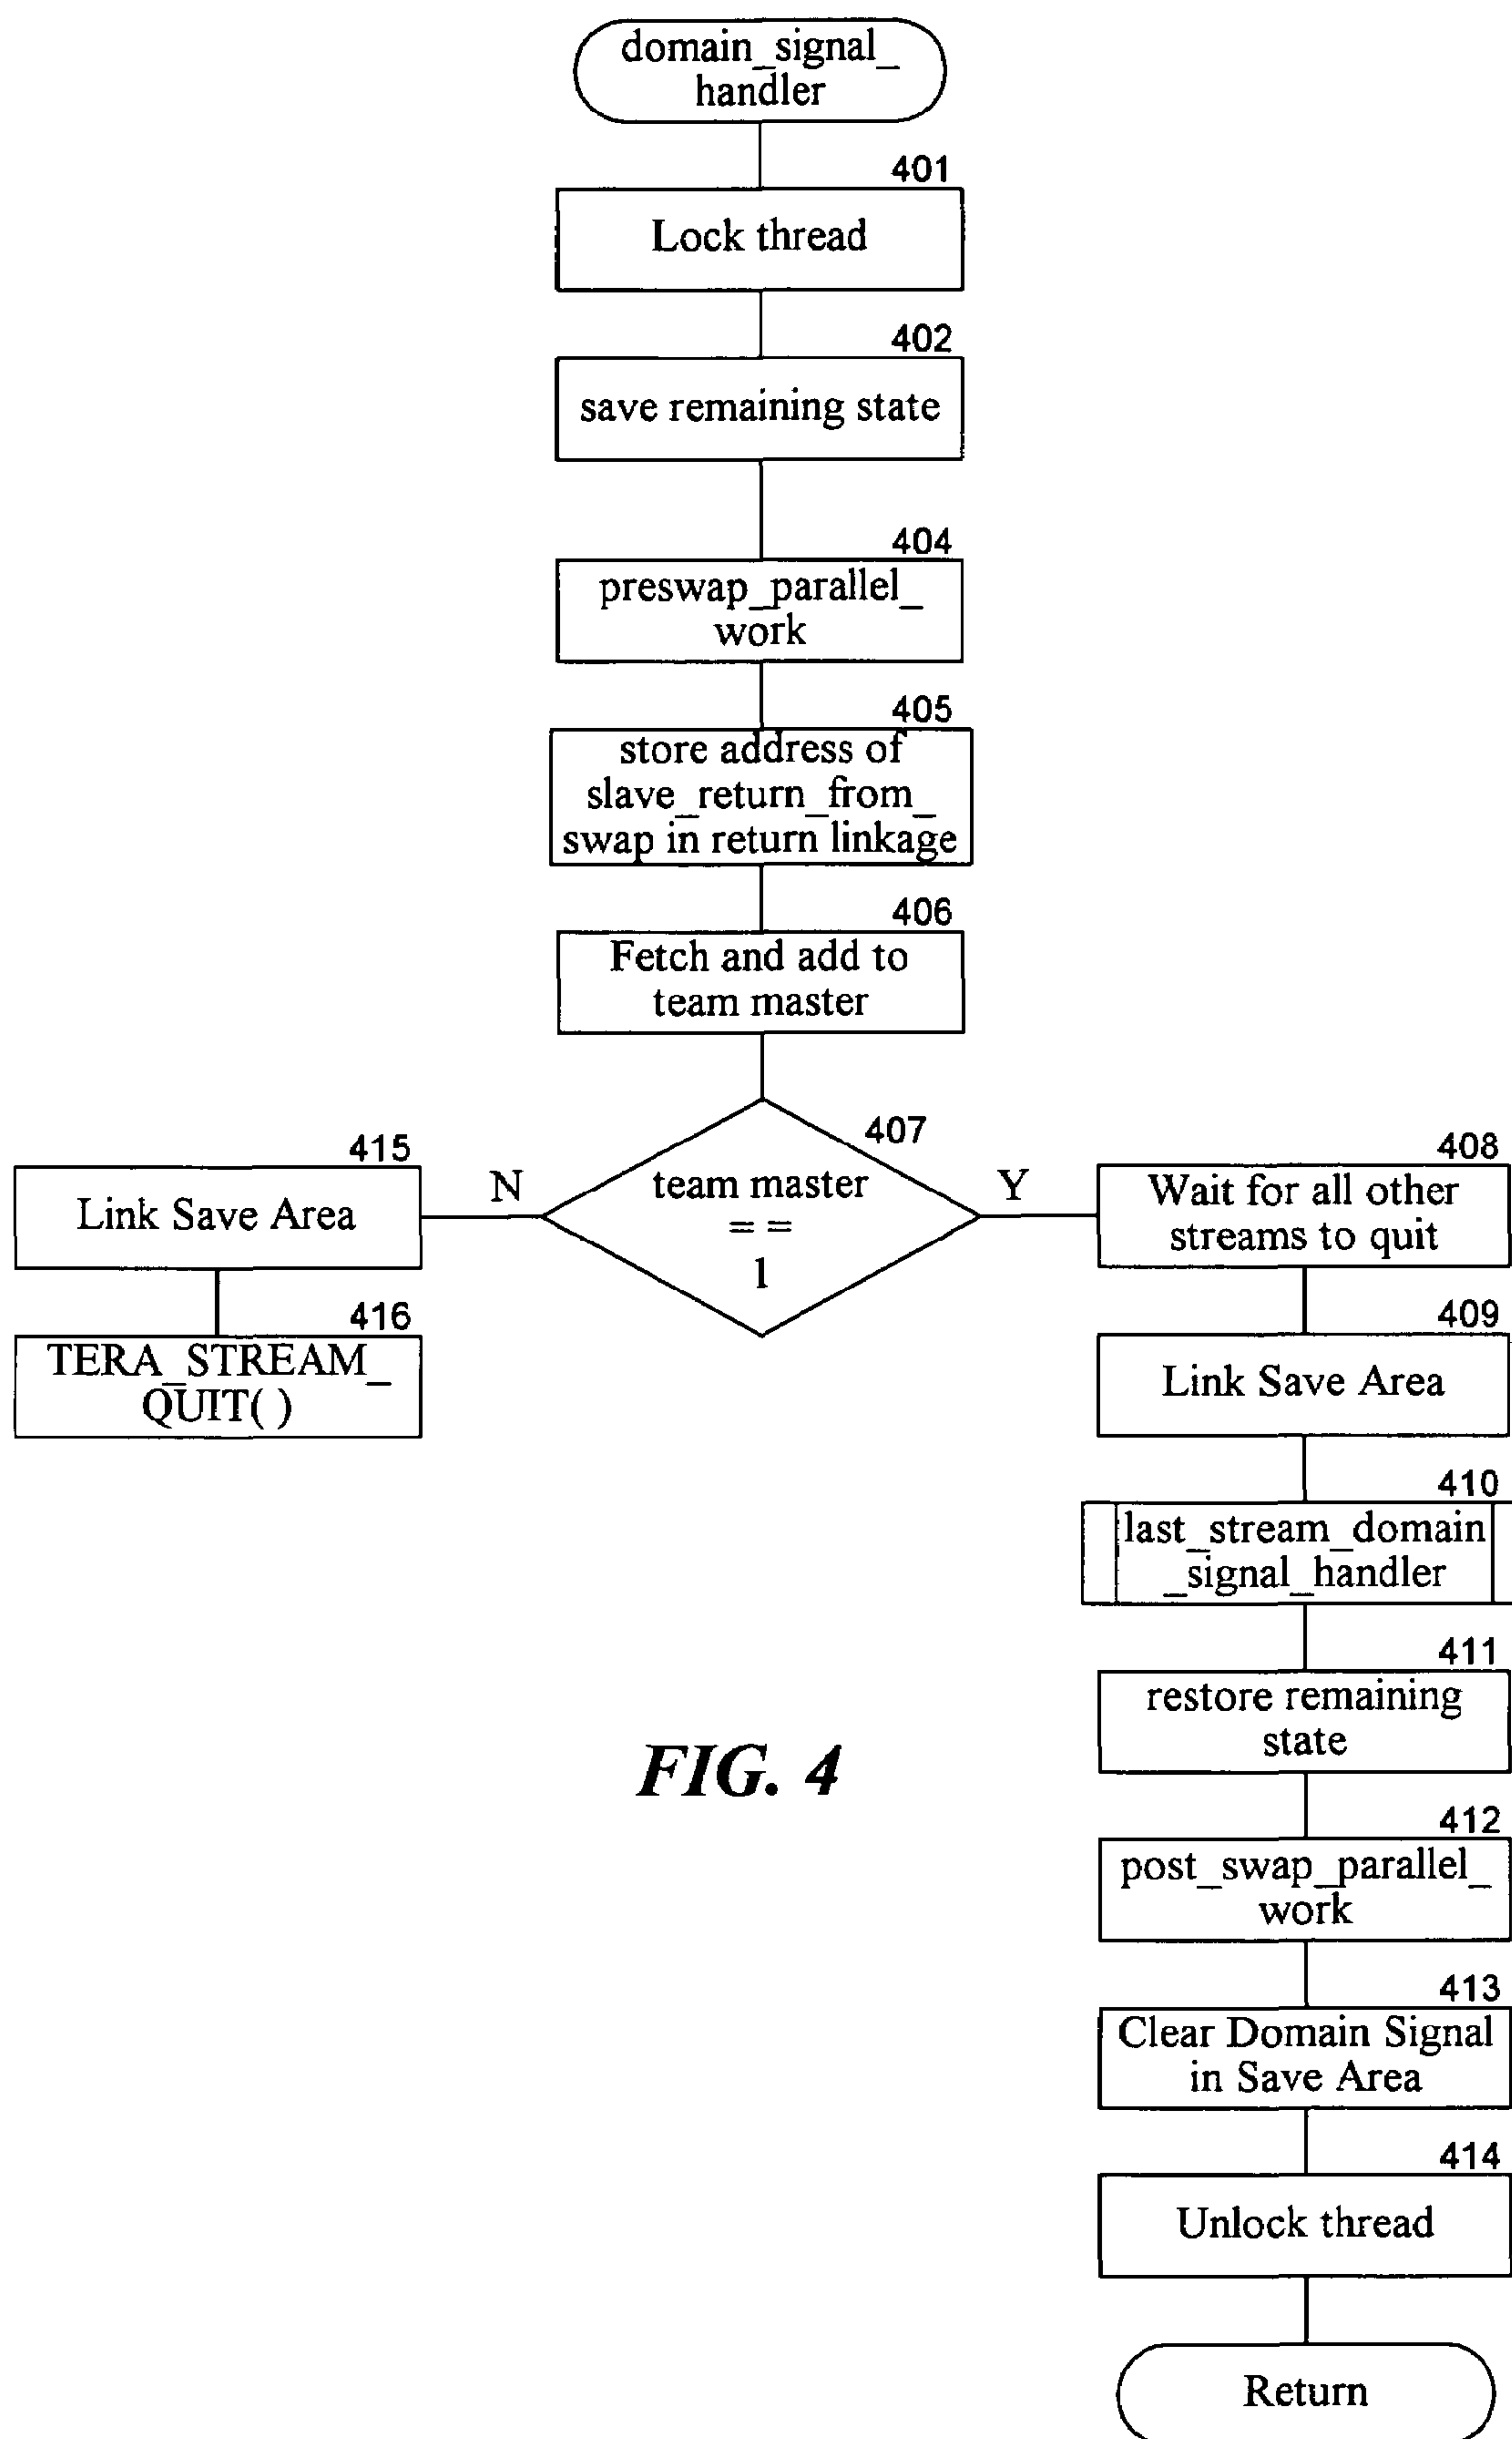 domain_signal_
handler
401
Lock thread
402
save remaining state
404
preswap_parallel_
work
405
store address of
slave_return_from_
swap in return linkage
406
Fetch and add to
team master
407
team master
= =
1
N
Y
415
Link Save Area
416
TERA_STREAM_
QUIT( )
408
Wait for all other
streams to quit
409
Link Save Area
410
last_stream_domain
_signal_handler
411
restore remaining
state
412
post_swap_parallel_
work
413
Clear Domain Signal
in Save Area
414
Unlock thread
Return
FIG. 4